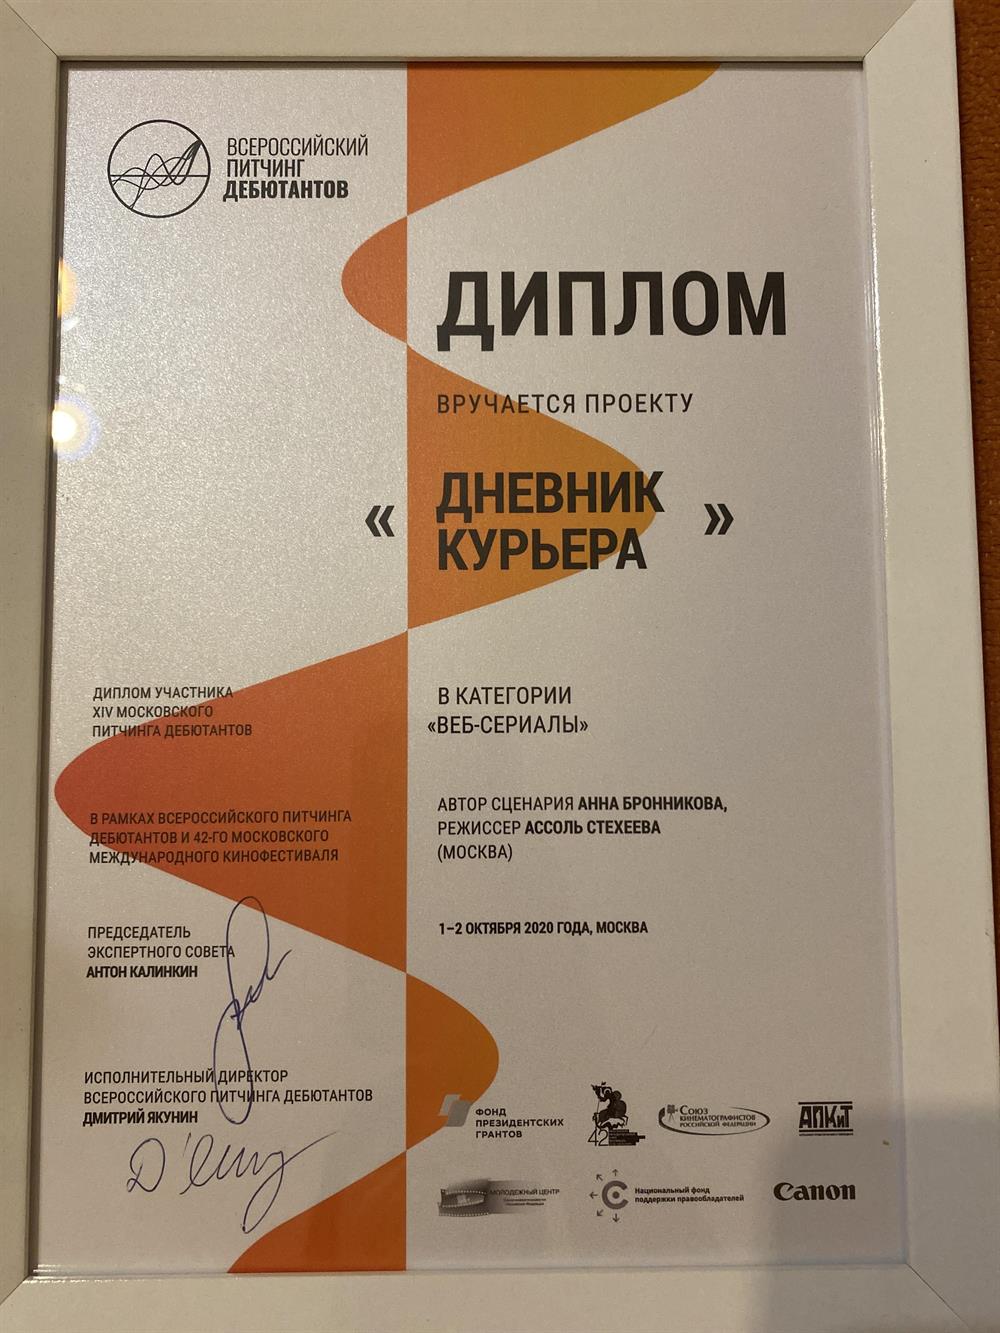 ВСЕРОССИЙСКИЙ
ПИТЧИНГ
ДЕБЮТАНТОВ
ДИПЛОМ
ВРУЧАЕТСЯ ПРОЕКТУ
« ДНЕВНИК
КУРЬЕРА »
ДИПЛОМ УЧАСТНИКА
XIV МОСКОВСКОГО
ПИТЧИНГА ДЕБЮТАНТОВ
В КАТЕГОРИИ
«ВЕБ-СЕРИАЛЫ»
В РАМКАХ ВСЕРОССИЙСКОГО ПИТЧИНГА
ДЕБЮТАНТОВ И 42-ГО МОСКОВСКОГО
МЕЖДУНАРОДНОГО КИНОФЕСТИВАЛЯ
АВТОР СЦЕНАРИЯ АННА БРОННИКОВА,
РЕЖИССЕР АССОЛЬ СТЕХЕЕВА
(МОСКВА)
1–2 ОКТЯБРЯ 2020 ГОДА, МОСКВА
ПРЕДСЕДАТЕЛЬ
ЭКСПЕРТНОГО СОВЕТА
АНТОН КАЛИНКИН
ИСПОЛНИТЕЛЬНЫЙ ДИРЕКТОР
ВСЕРОССИЙСКОГО ПИТЧИНГА ДЕБЮТАНТОВ
ДМИТРИЙ ЯКУНИН
ФОНД
ПРЕЗИДЕНТСКИХ
ГРАНТОВ
42
СОЮЗ
КИНЕМАТОГРАФИСТОВ
РОССИЙСКОЙ ФЕДЕРАЦИИ
АПКиТ
МОЛОДЕЖНЫЙ ЦЕНТР
Национальный фонд
поддержки правообладателей
Canon